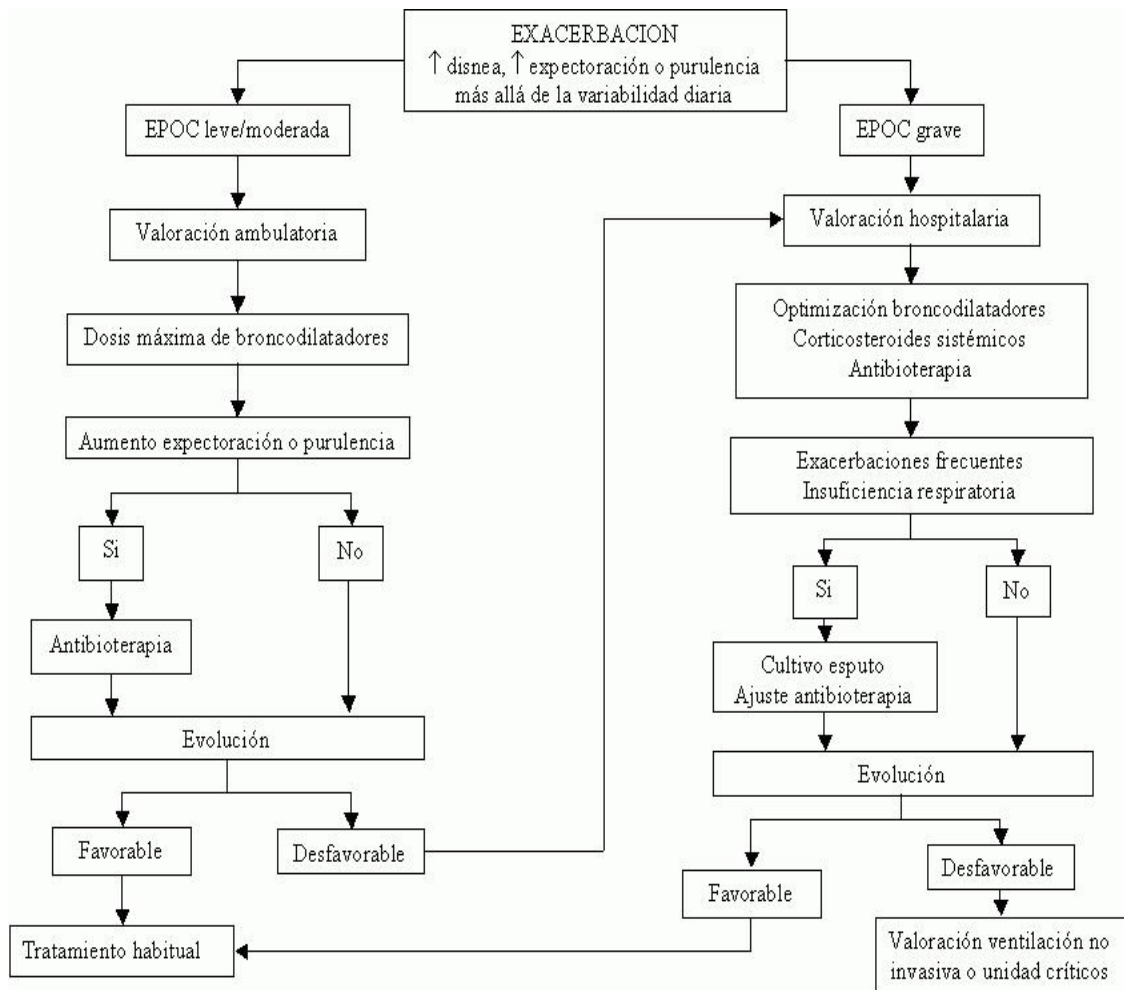 EXACERBACION
↑ disnea, ↑ expectoración o purulencia
más allá de la variabilidad diaria
EPOC leve/moderada
EPOC grave
Valoración ambulatoria
Valoración hospitalaria
Dosis máxima de broncodilatadores
Optimización broncodilatadores
Corticosteroides sistémicos
Antibioterapia
Aumento expectoración o purulencia
Exacerbaciones frecuentes
Insuficiencia respiratoria
Si
No
Si
No
Antibioterapia
Cultivo esputo
Ajuste antibioterapia
Evolución
Evolución
Favorable
Desfavorable
Favorable
Desfavorable
Tratamiento habitual
Valoración ventilación no
invasiva o unidad críticos